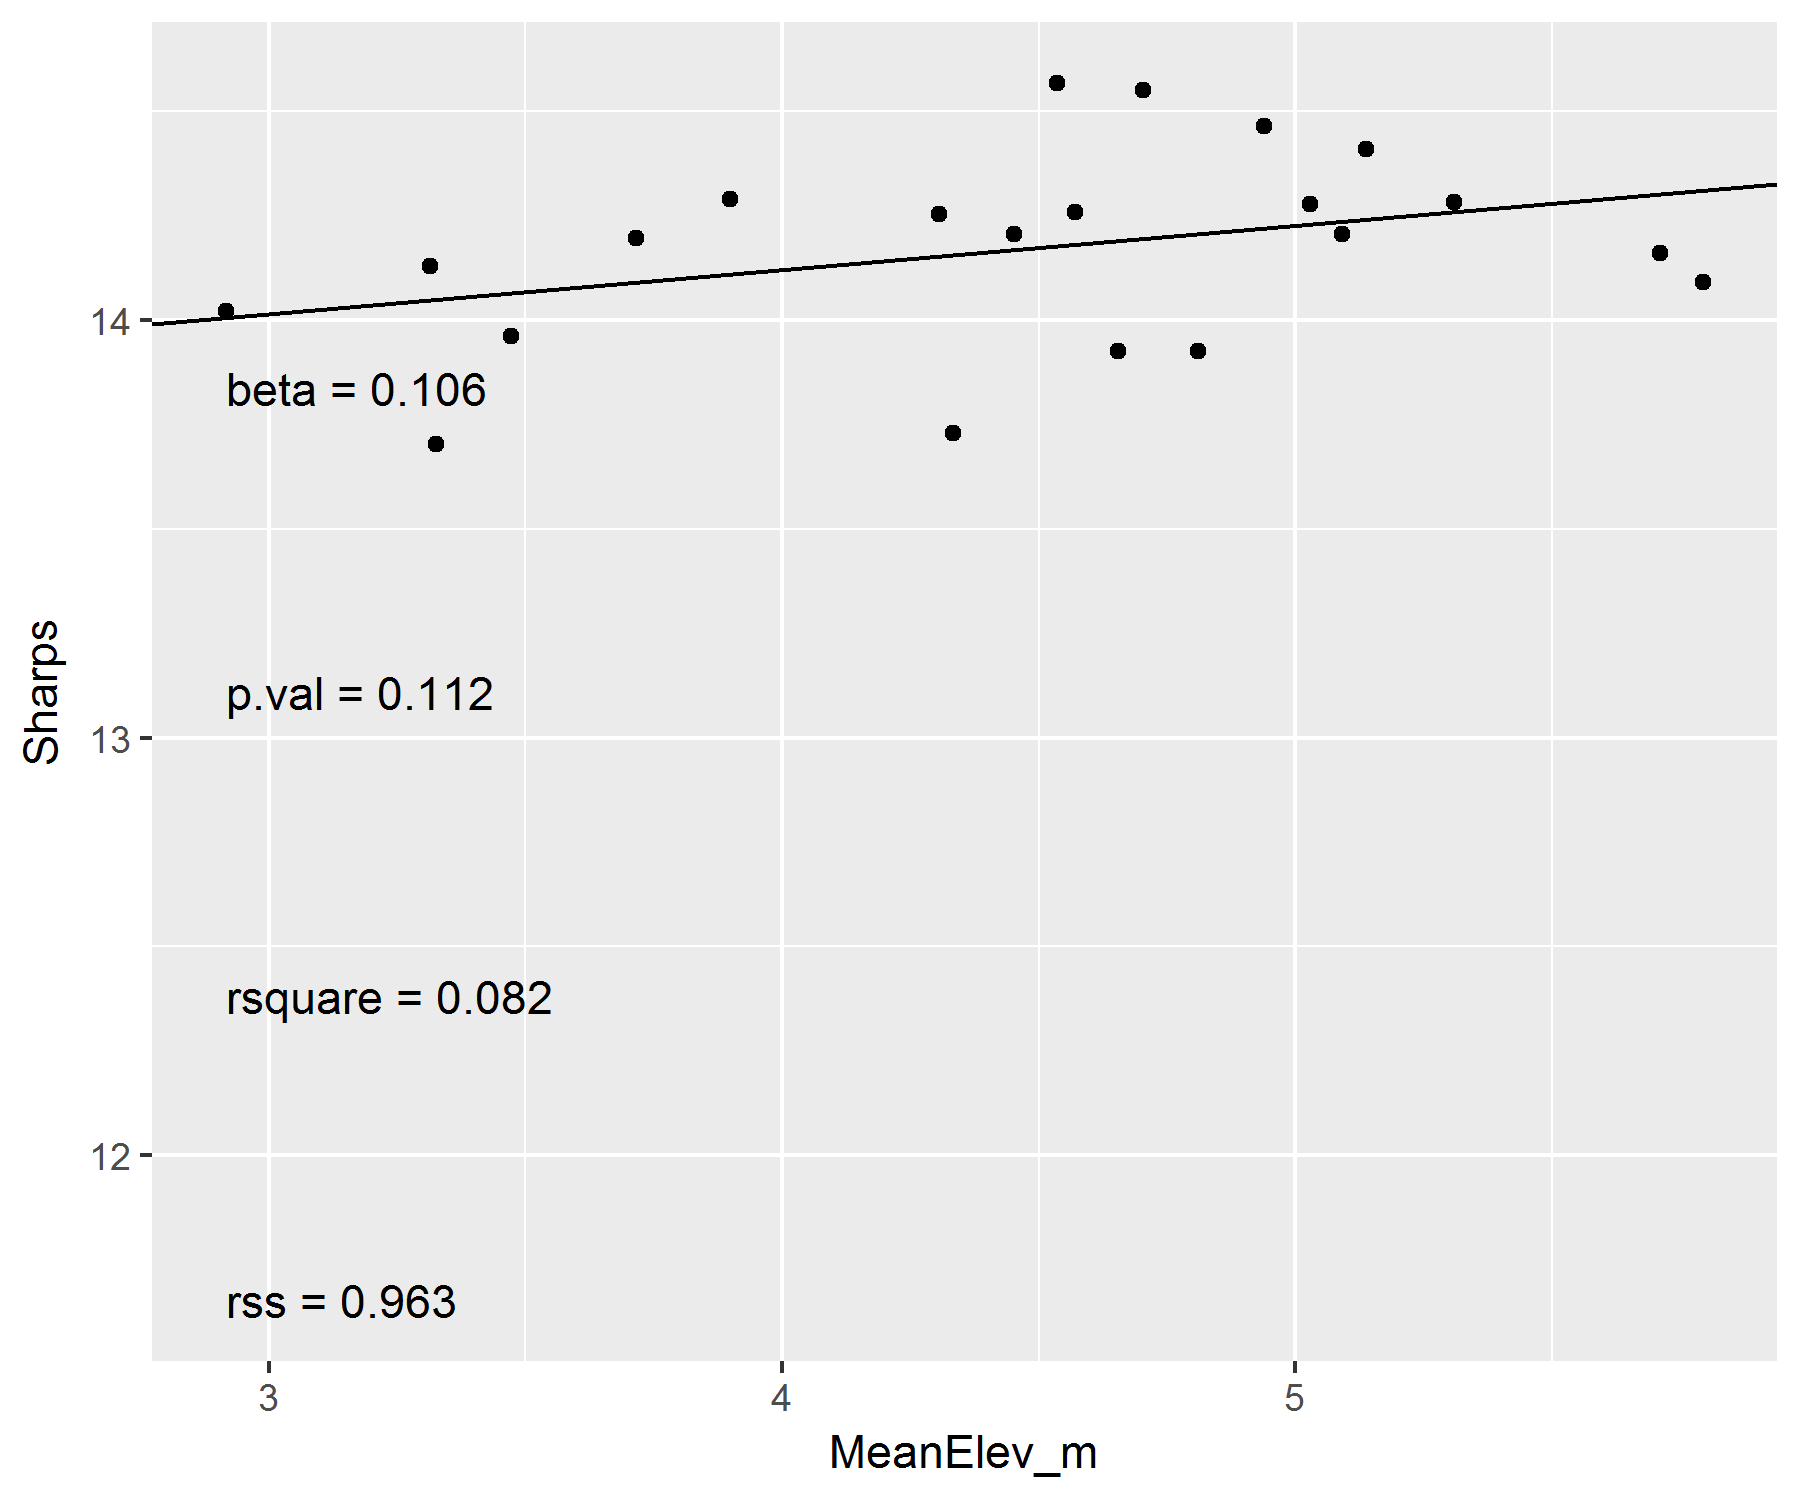 14
beta = 0.106
p.val = 0.112
13
Sharps
rsquare = 0.082
12
rss = 0.963
3 4 5
MeanElev_m